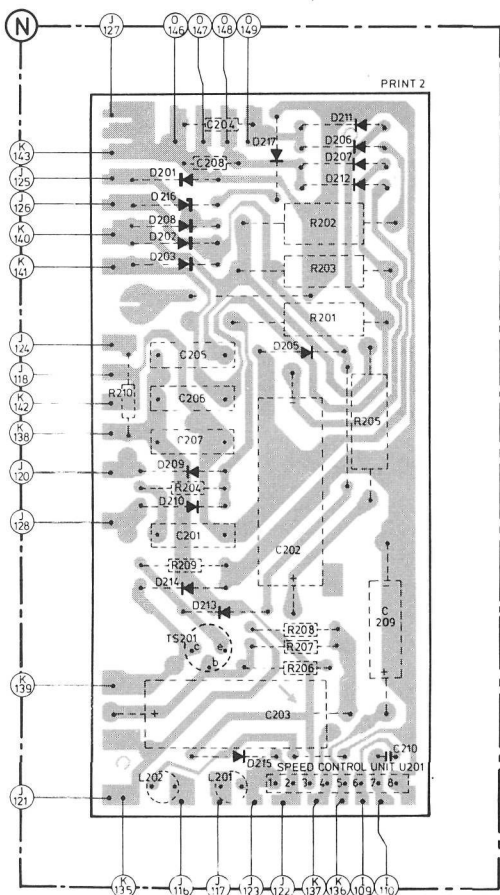 N
J 127
O 146
O 147
O 148
O 149
PRINT 2
C204
D217
D211
D206
D207
D212
K 143
C208
J 125
D201
J 126
D216
D208
R202
K 140
D202
K 141
D203
R203
R201
J 124
D205
C205
J 118
R210
K 142
C206
R205
K 138
C207
J 120
D209
R204
D210
J 128
C201
C202
R209
D214
C 209
D213
TS201
c
e
b
R208
R207
R206
K 139
C203
D215
C210
SPEED CONTROL UNIT U201
L202
L201
1 2 3 4 5 6 7 8
J 121
K 135
J 116
J 117
J 123
J 122
K 137
K 136
I 109
I 110
+
+
+